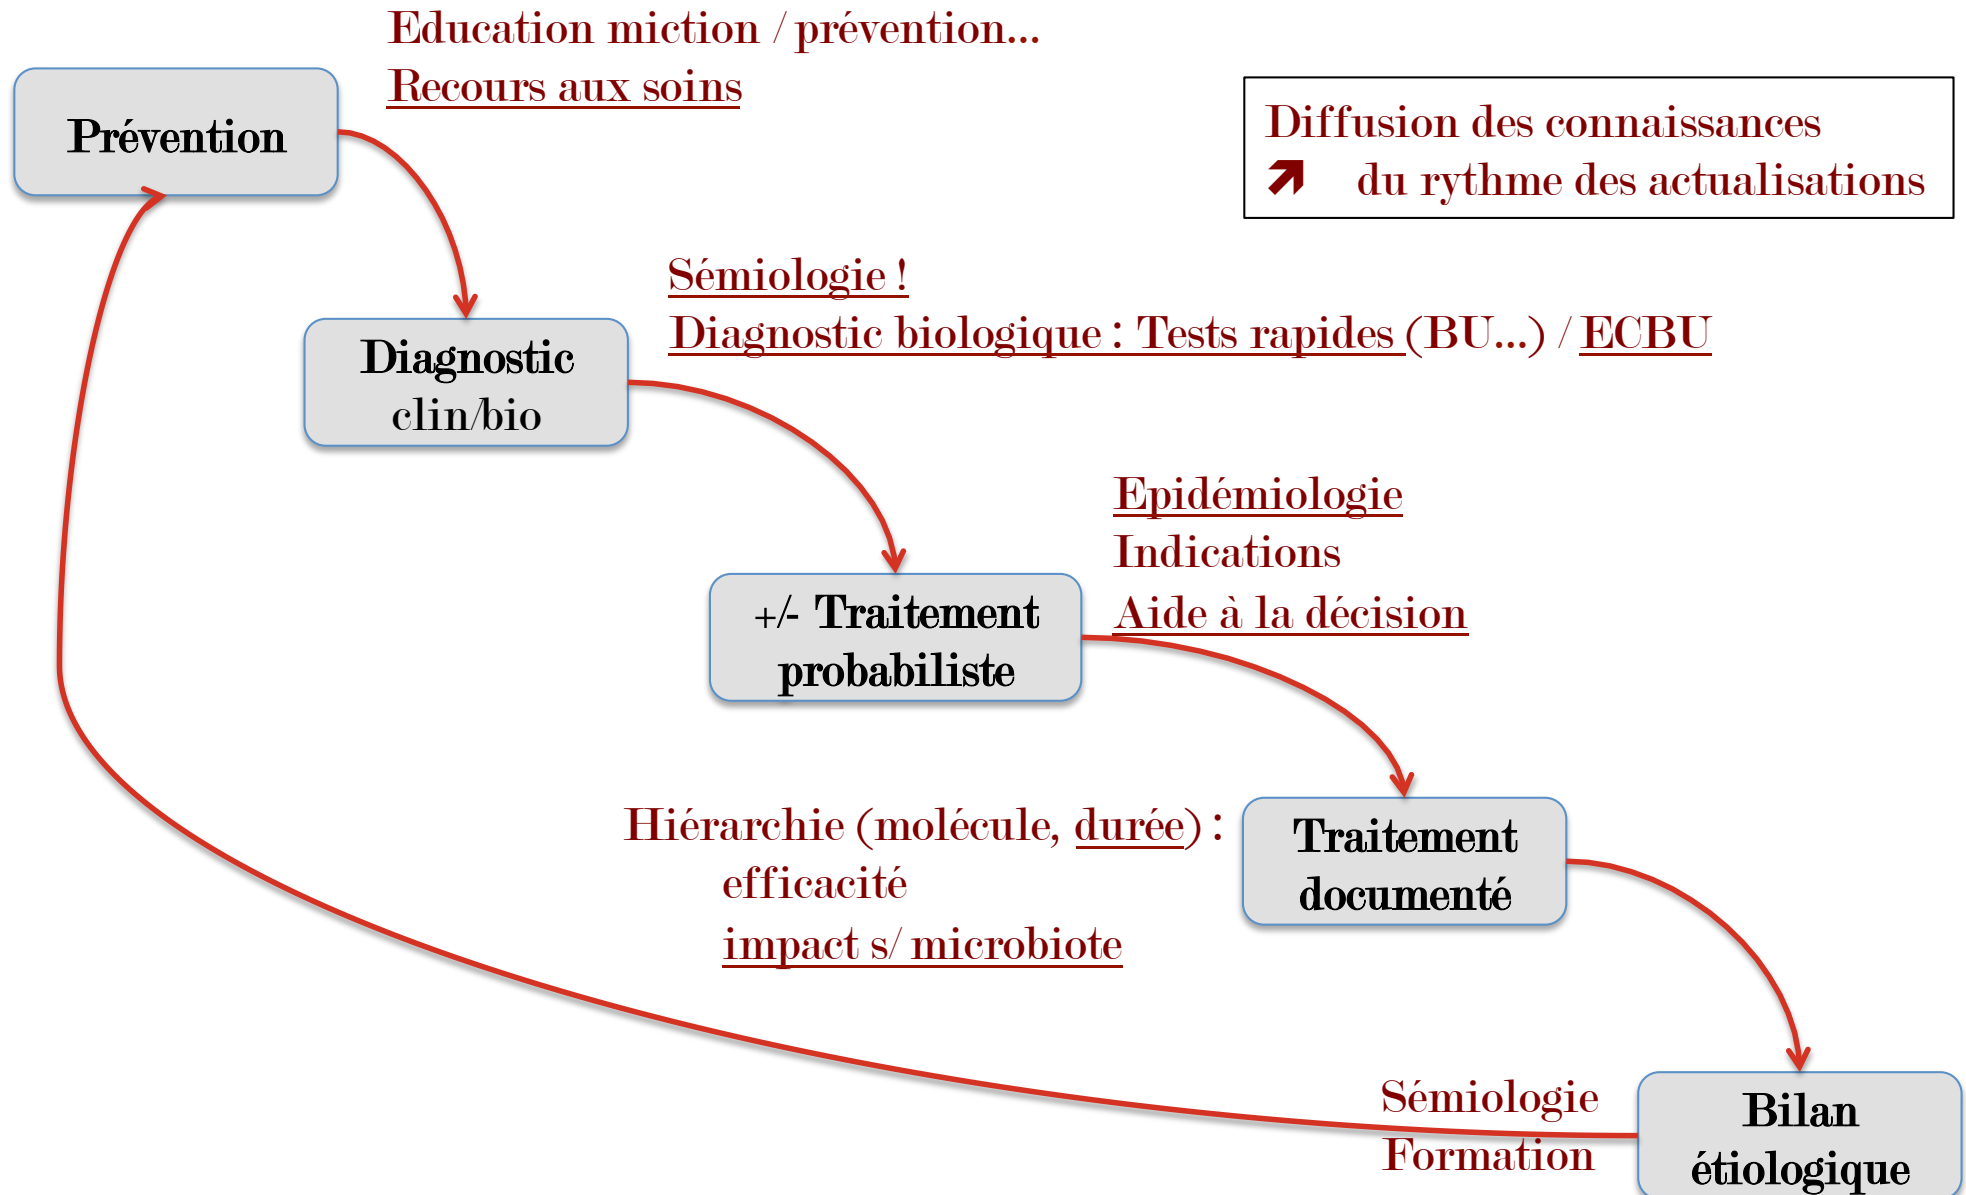 Education miction / prévention...
Recours aux soins
Prévention
Diffusion des connaissances
↗ du rythme des actualisations
Sémiologie !
Diagnostic biologique : Tests rapides (BU...) / ECBU
Diagnostic
clin/bio
Epidémiologie
Indications
Aide à la décision
+/- Traitement
probabiliste
Hiérarchie (molécule, durée) :
efficacité
impact s/ microbiote
Traitement
documenté
Sémiologie
Formation
Bilan
étiologique